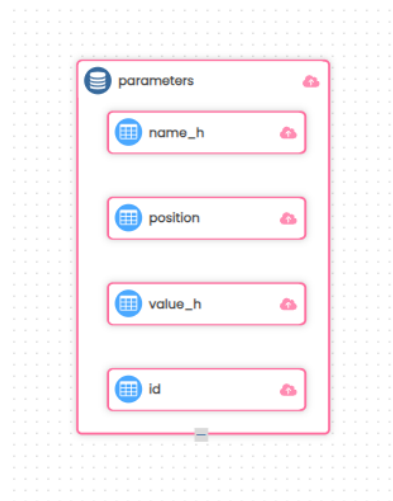 parameters
name_h
position
value_h
id